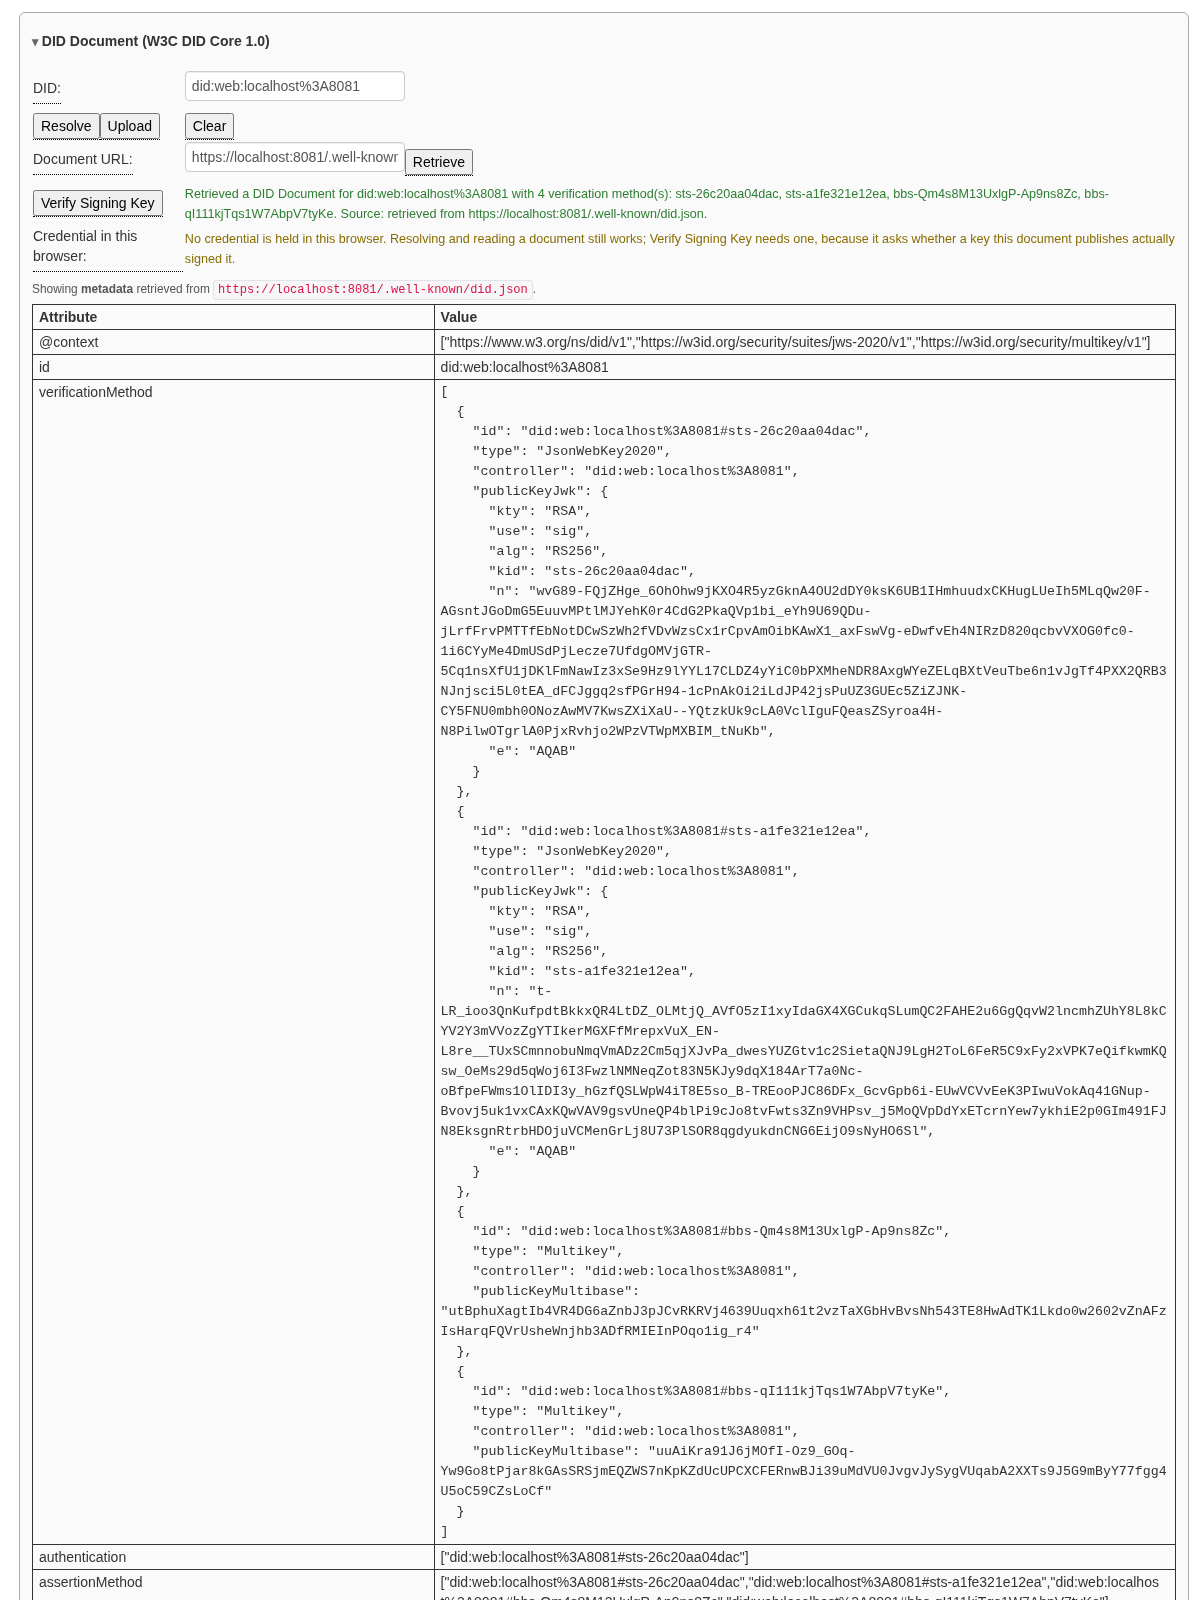 ▾ DID Document (W3C DID Core 1.0)
DID:
did:web:localhost%3A8081
Resolve Upload Clear
Document URL:
https://localhost:8081/.well-knowr Retrieve
Verify Signing Key
Retrieved a DID Document for did:web:localhost%3A8081 with 4 verification method(s): sts-26c20aa04dac, sts-a1fe321e12ea, bbs-Qm4s8M13UxlgP-Ap9ns8Zc, bbs-
qI111kjTqs1W7AbpV7tyKe. Source: retrieved from https://localhost:8081/.well-known/did.json.
Credential in this
browser:
No credential is held in this browser. Resolving and reading a document still works; Verify Signing Key needs one, because it asks whether a key this document publishes actually
signed it.
Showing metadata retrieved from https://localhost:8081/.well-known/did.json.
Attribute Value
@context ["https://www.w3.org/ns/did/v1","https://w3id.org/security/suites/jws-2020/v1","https://w3id.org/security/multikey/v1"]
id did:web:localhost%3A8081
verificationMethod [
{
"id": "did:web:localhost%3A8081#sts-26c20aa04dac",
"type": "JsonWebKey2020",
"controller": "did:web:localhost%3A8081",
"publicKeyJwk": {
"kty": "RSA",
"use": "sig",
"alg": "RS256",
"kid": "sts-26c20aa04dac",
"n": "wvG89-FQjZHge_6OhOhw9jKXO4R5yzGknA4OU2dDY0ksK6UB1IHmhuudxCKHugLUeIh5MLqQw20F-
AGsntJGoDmG5EuuvMPtlMJYehK0r4CdG2PkaQVp1bi_eYh9U69QDu-
jLrfFrvPMTTfEbNotDCwSzWh2fVDvWzsCx1rCpvAmOibKAwX1_axFswVg-eDwfvEh4NIRzD820qcbvVXOG0fc0-
1i6CYyMe4DmUSdPjLecze7UfdgOMVjGTR-
5Cq1nsXfU1jDKlFmNawIz3xSe9Hz9lYYL17CLDZ4yYiC0bPXMheNDR8AxgWYeZELqBXtVeuTbe6n1vJgTf4PXX2QRB3
NJnjsci5L0tEA_dFCJggq2sfPGrH94-1cPnAkOi2iLdJP42jsPuUZ3GUEc5ZiZJNK-
CY5FNU0mbh0ONozAwMV7KwsZXiXaU--YQtzkUk9cLA0VclIguFQeasZSyroa4H-
N8PilwOTgrlA0PjxRvhjo2WPzVTWpMXBIM_tNuKb",
"e": "AQAB"
}
},
{
"id": "did:web:localhost%3A8081#sts-a1fe321e12ea",
"type": "JsonWebKey2020",
"controller": "did:web:localhost%3A8081",
"publicKeyJwk": {
"kty": "RSA",
"use": "sig",
"alg": "RS256",
"kid": "sts-a1fe321e12ea",
"n": "t-
LR_ioo3QnKufpdtBkkxQR4LtDZ_OLMtjQ_AVfO5zI1xyIdaGX4XGCukqSLumQC2FAHE2u6GgQqvW2lncmhZUhY8L8kC
YV2Y3mVVozZgYTIkerMGXFfMrepxVuX_EN-
L8re__TUxSCmnnobuNmqVmADz2Cm5qjXJvPa_dwesYUZGtv1c2SietaQNJ9LgH2ToL6FeR5C9xFy2xVPK7eQifkwmKQ
sw_OeMs29d5qWoj6I3FwzlNMNeqZot83N5KJy9dqX184ArT7a0Nc-
oBfpeFWms1OlIDI3y_hGzfQSLWpW4iT8E5so_B-TREooPJC86DFx_GcvGpb6i-EUwVCVvEeK3PIwuVokAq41GNup-
Bvovj5uk1vxCAxKQwVAV9gsvUneQP4blPi9cJo8tvFwts3Zn9VHPsv_j5MoQVpDdYxETcrnYew7ykhiE2p0GIm491FJ
N8EksgnRtrbHDOjuVCMenGrLj8U73PlSOR8qgdyukdnCNG6EijO9sNyHO6Sl",
"e": "AQAB"
}
},
{
"id": "did:web:localhost%3A8081#bbs-Qm4s8M13UxlgP-Ap9ns8Zc",
"type": "Multikey",
"controller": "did:web:localhost%3A8081",
"publicKeyMultibase":
"utBphuXagtIb4VR4DG6aZnbJ3pJCvRKRVj4639Uuqxh61t2vzTaXGbHvBvsNh543TE8HwAdTK1Lkdo0w2602vZnAFz
IsHarqFQVrUsheWnjhb3ADfRMIEInPOqo1ig_r4"
},
{
"id": "did:web:localhost%3A8081#bbs-qI111kjTqs1W7AbpV7tyKe",
"type": "Multikey",
"controller": "did:web:localhost%3A8081",
"publicKeyMultibase": "uuAiKra91J6jMOfI-Oz9_GOq-
Yw9Go8tPjar8kGAsSRSjmEQZWS7nKpKZdUcUPCXCFERnwBJi39uMdVU0JvgvJySygVUqabA2XXTs9J5G9mByY77fgg4
U5oC59CZsLoCf"
}
]
authentication ["did:web:localhost%3A8081#sts-26c20aa04dac"]
assertionMethod ["did:web:localhost%3A8081#sts-26c20aa04dac","did:web:localhost%3A8081#sts-a1fe321e12ea","did:web:localhos